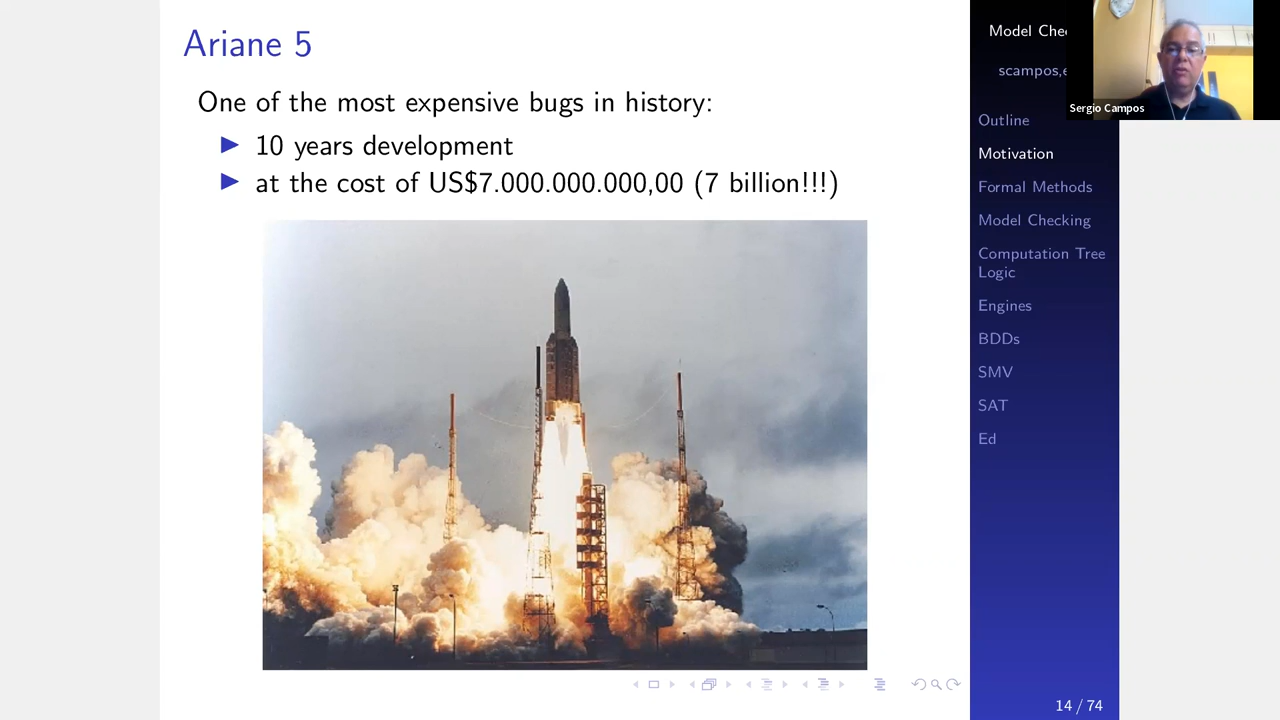 Ariane 5
One of the most expensive bugs in history:
10 years development
at the cost of US$7.000.000.000,00 (7 billion!!!)
Model Che
scampos,e
Sergio Campos
Outline
Motivation
Formal Methods
Model Checking
Computation Tree
Logic
Engines
BDDs
SMV
SAT
Ed
14 / 74